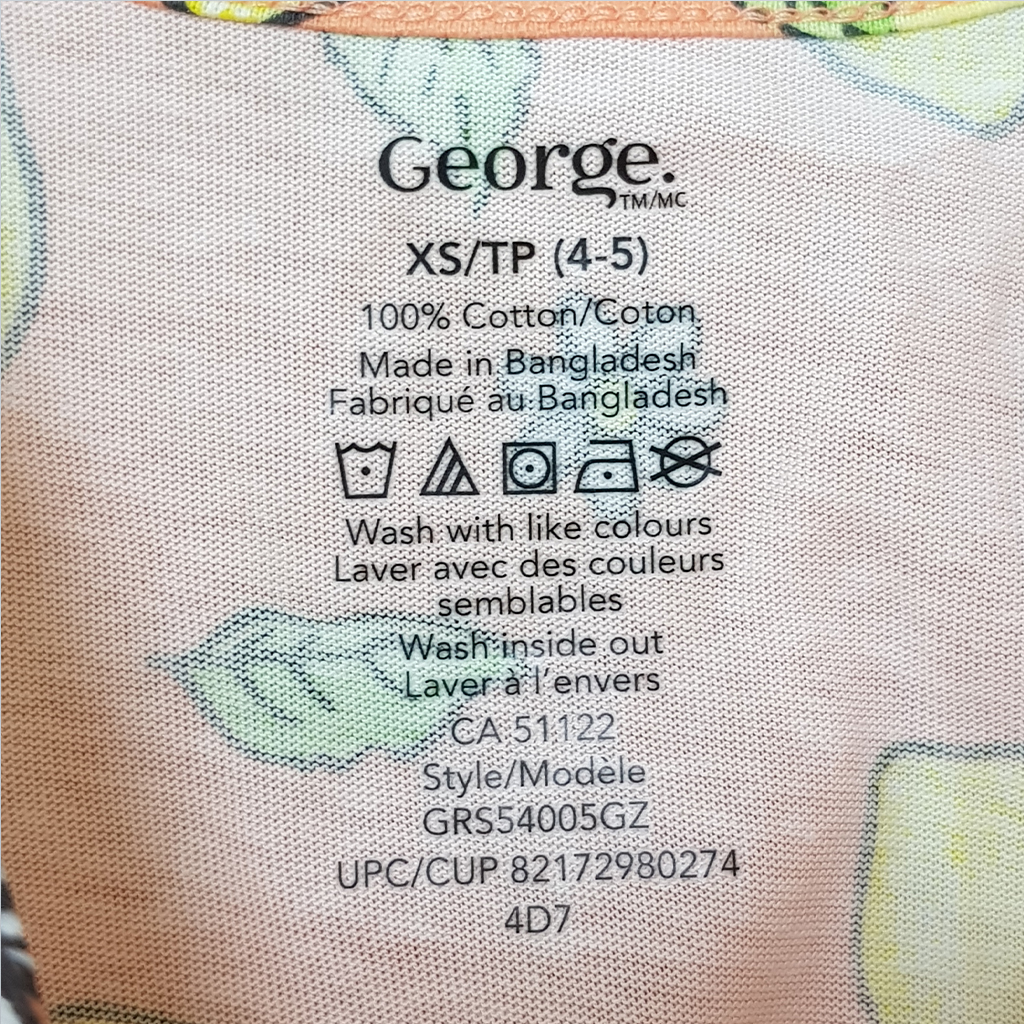 George.
TM/MC
XS/TP (4-5)
100% Cotton/Coton
Made in Bangladesh
Fabriqué au Bangladesh
Wash with like colours
Laver avec des couleurs
semblables
Wash inside out
Laver à l'envers
CA 51122
Style/Modèle
GRS54005GZ
UPC/CUP 82172980274
4D7